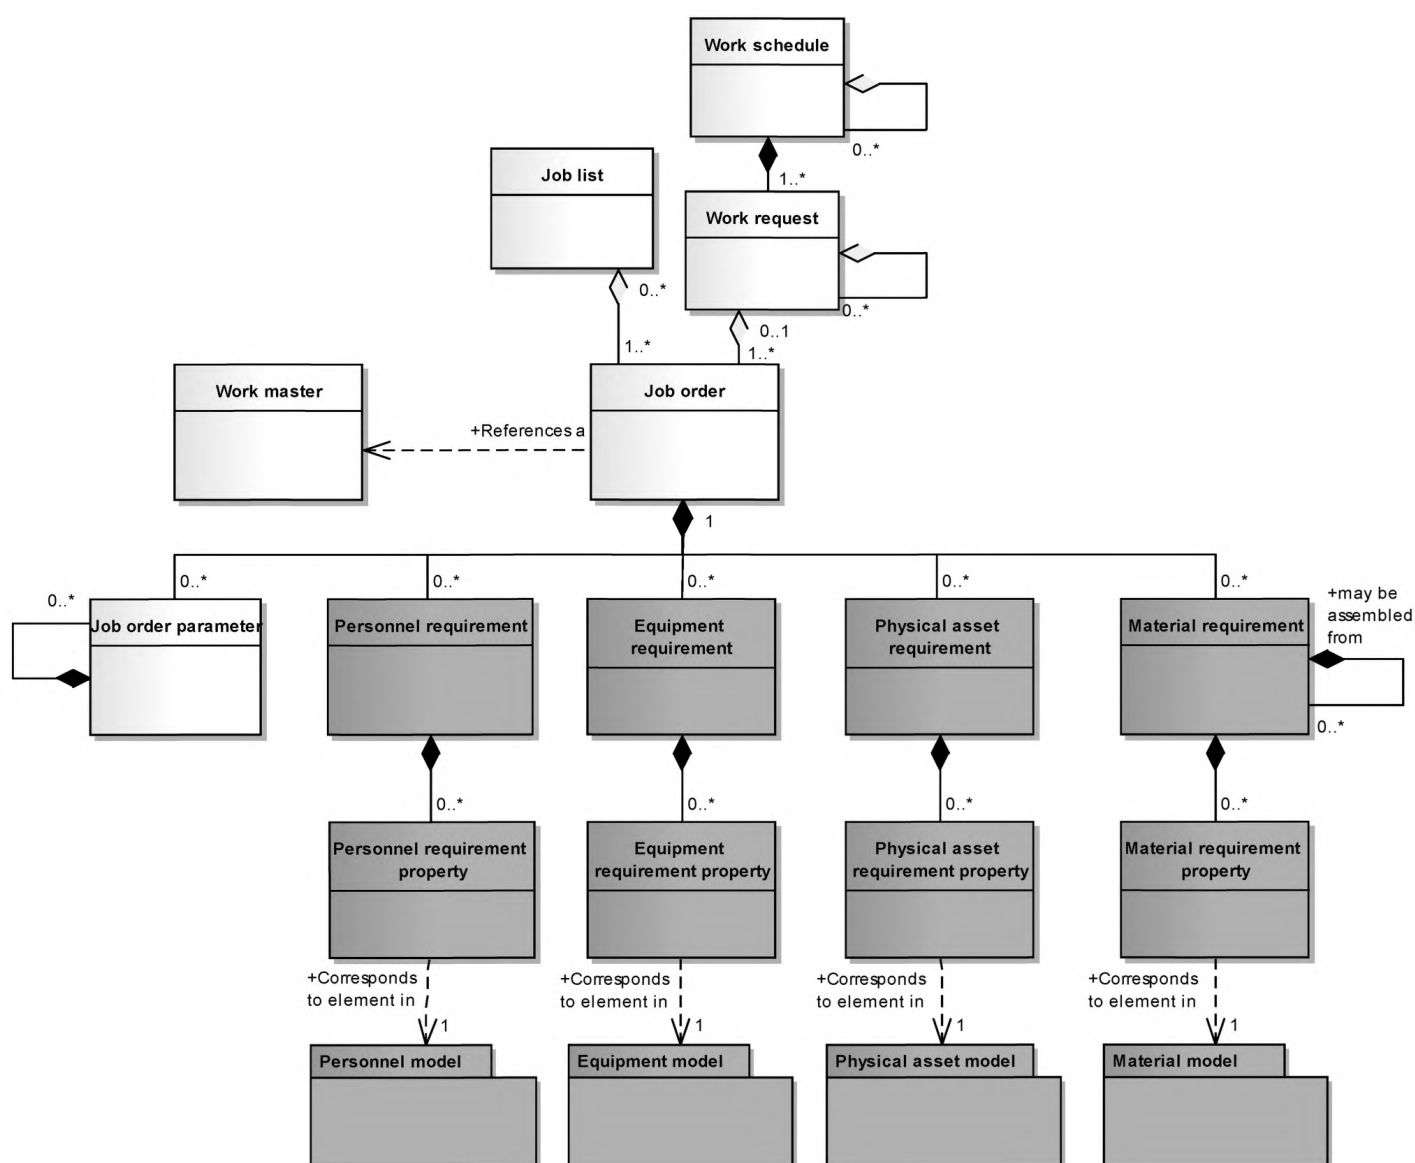 Work schedule
0..*
1..*
Job list
Work request
0..*
0..*
0..1
1..*
1..*
Work master
Job order
+References a
1
0..*
0..*
0..*
0..*
0..*
0..*
+may be
assembled
from
Job order parameter
Personnel requirement
Equipment
requirement
Physical asset
requirement
Material requirement
0..*
0..*
0..*
0..*
0..*
Personnel requirement
property
Equipment
requirement property
Physical asset
requirement property
Material requirement
property
+Corresponds
to element in
+Corresponds
to element in
+Corresponds
to element in
+Corresponds
to element in
1
1
1
1
Personnel model
Equipment model
Physical asset model
Material model